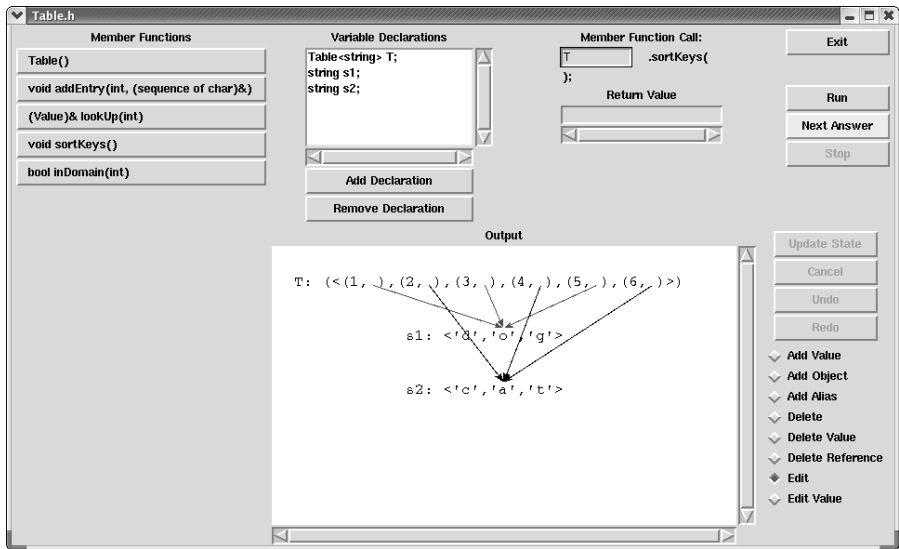 Table.h
Member Functions
Table()
void addEntry(int, (sequence of char)&)
(Value)& lookUp(int)
void sortKeys()
bool inDomain(int)
Variable Declarations
Table<string> T;
string s1;
string s2;
Add Declaration
Remove Declaration
Member Function Call:
T .sortKeys(
);
Return Value
Exit
Run
Next Answer
Stop
Output
T: (<(1, ),(2, ),(3, ),(4, ),(5, ),(6, )>)
s1: <'d','o','g'>
s2: <'c','a','t'>
Update State
Cancel
Undo
Redo
Add Value
Add Object
Add Alias
Delete
Delete Value
Delete Reference
Edit
Edit Value